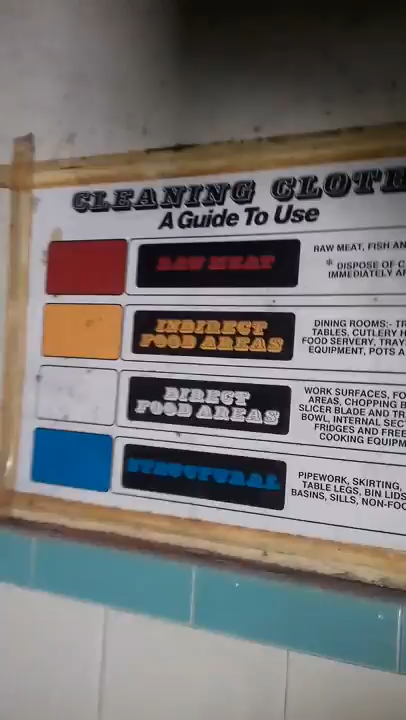 CLEANING CLOTH
A Guide To Use
RAW MEAT
RAW MEAT, FISH AN
* DISPOSE OF C
IMMEDIATELY AF
INDIRECT
FOOD AREAS
DINING ROOMS:- TR
TABLES, CUTLERY H
FOOD SERVERY, TRAY
EQUIPMENT, POTS A
DIRECT
FOOD AREAS
WORK SURFACES, FO
AREAS, CHOPPING B
SLICER BLADE AND TR
BOWL, INTERNAL SEC
FRIDGES AND FREE
COOKING EQUIPM
STRUCTURAL
PIPEWORK, SKIRTING,
TABLE LEGS, BIN LIDS
BASINS, SILLS, NON-FOO